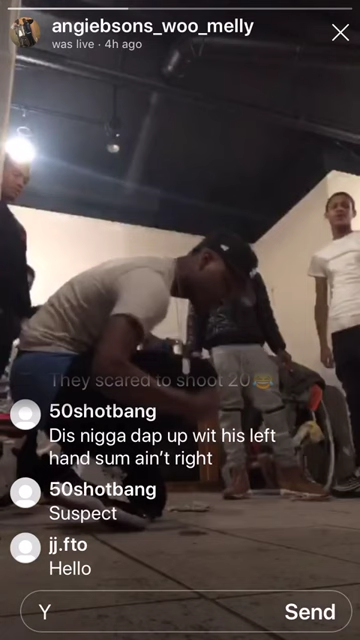 angiebsons_woo_melly
was live · 4h ago
They scared to shoot 20😂
50shotbang
Dis nigga dap up wit his left
hand sum ain't right
50shotbang
Suspect
jj.fto
Hello
Y
Send